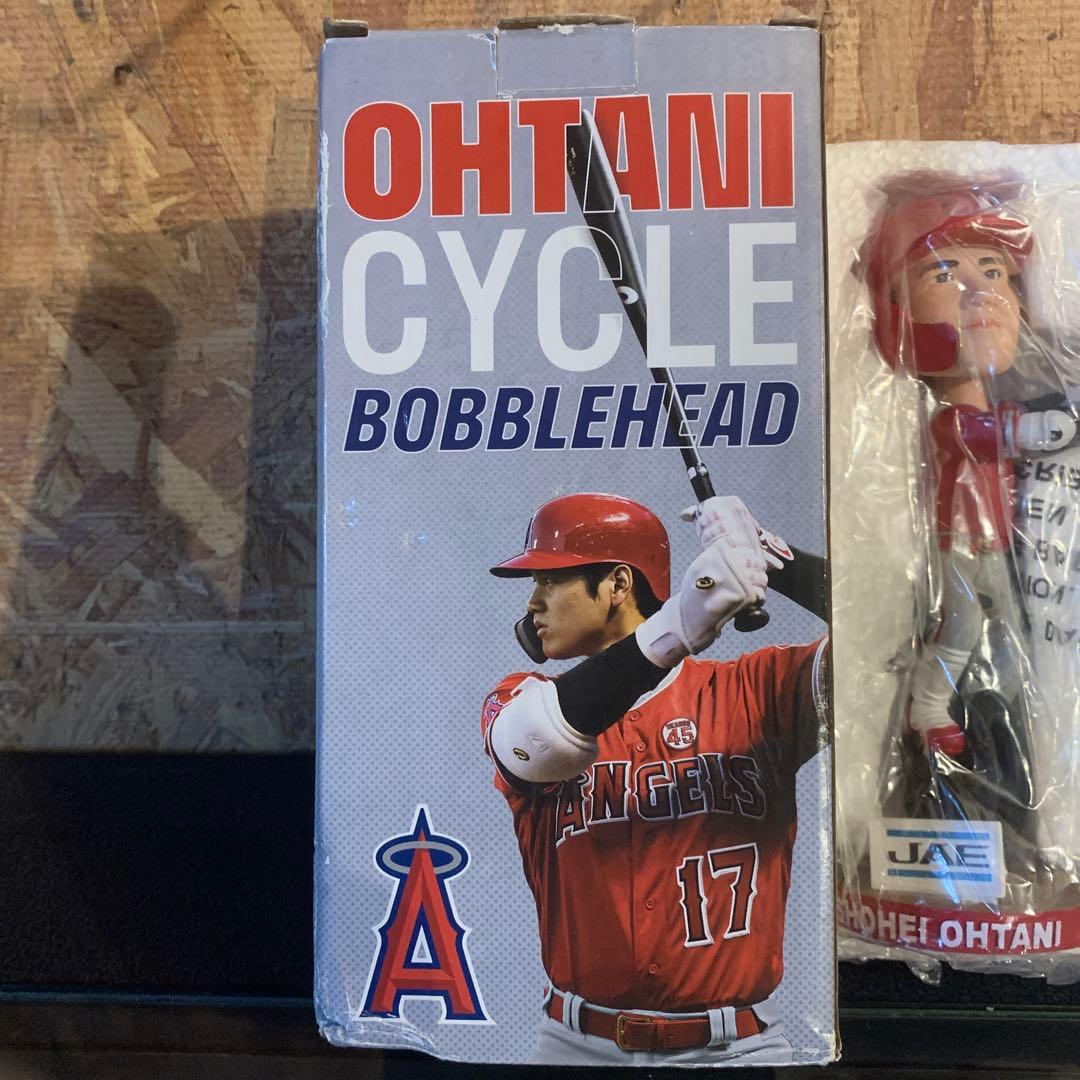 OHTANI
CYCLE
BOBBLEHEAD
45
ANGELS
17
A
JAE
SHOHEI OHTANI